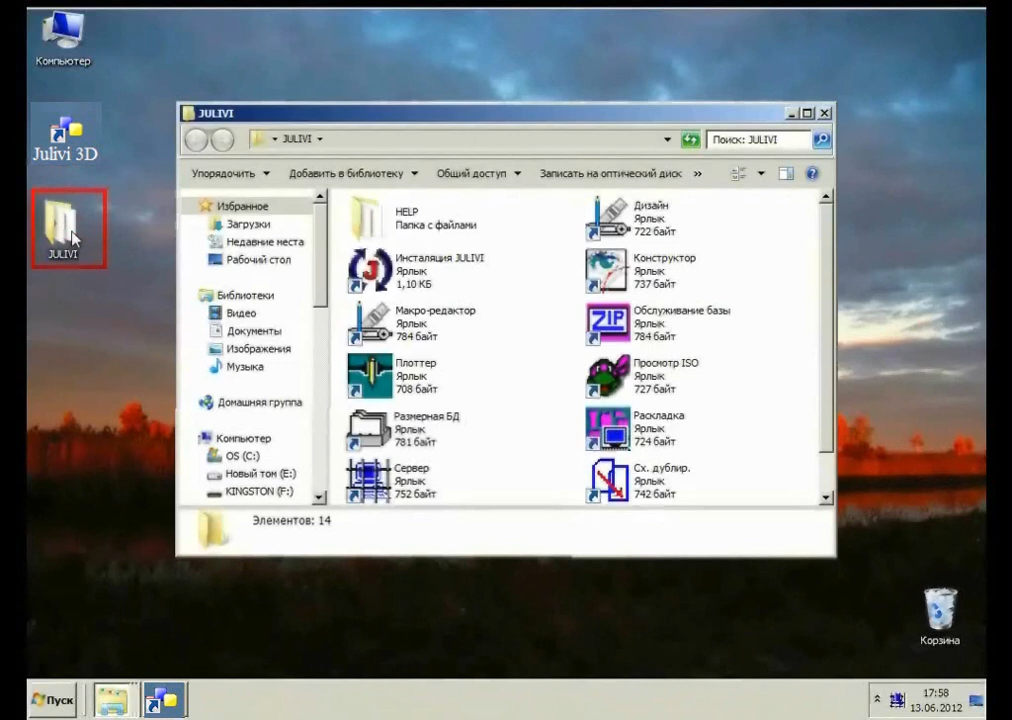 Компьютер
Julivi 3D
JULIVI
JULIVI
JULIVI
Поиск: JULIVI
Упорядочить
Добавить в библиотеку
Общий доступ
Записать на оптический диск
»
Избранное
Загрузки
Недавние места
Рабочий стол
Библиотеки
Видео
Документы
Изображения
Музыка
Домашняя группа
Компьютер
OS (C:)
Новый том (E:)
KINGSTON (F:)
HELP
Папка с файлами
Дизайн
Ярлык
722 байт
Инсталяция JULIVI
Ярлык
1,10 КБ
Конструктор
Ярлык
737 байт
Макро-редактор
Ярлык
784 байт
ZIP
Обслуживание базы
Ярлык
784 байт
Плоттер
Ярлык
708 байт
Просмотр ISO
Ярлык
727 байт
Размерная БД
Ярлык
781 байт
Раскладка
Ярлык
724 байт
Сервер
Ярлык
752 байт
Сх. дублир.
Ярлык
742 байт
Элементов: 14
Корзина
Пуск
17:58
13.06.2012